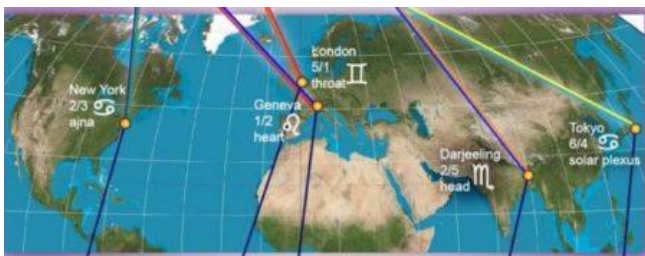 London
5/1 ♊
throat
New York
2/3 ♋
ajna
Geneva
1/2 ♌
heart
Darjeeling
2/5 ♏
head
Tokyo
6/4 ♋
solar plexus